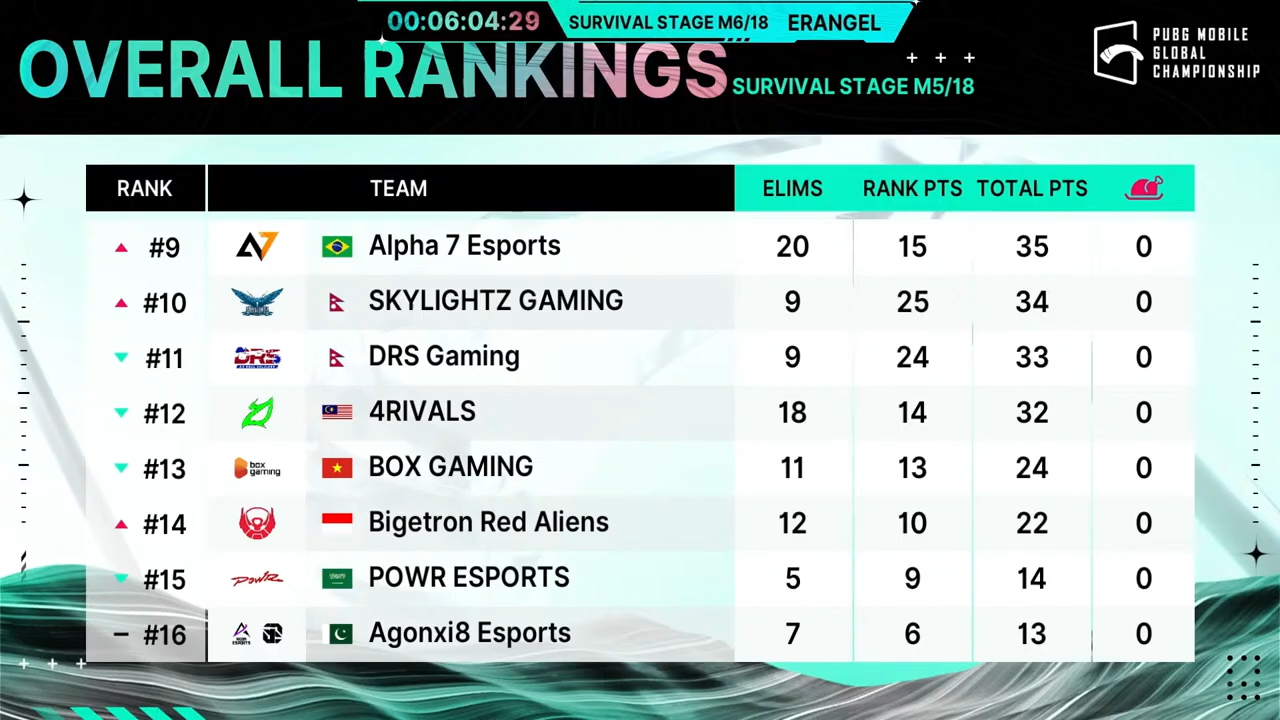 00:06:04:29 SURVIVAL STAGE M6/18 ERANGEL
OVERALL RANKINGS SURVIVAL STAGE M5/18
PUBG MOBILE
GLOBAL
CHAMPIONSHIP
RANK TEAM ELIMS RANK PTS TOTAL PTS
#9 Alpha 7 Esports 20 15 35 0
#10 SKYLIGHTZ GAMING 9 25 34 0
#11 DRS DRS Gaming 9 24 33 0
#12 4RIVALS 18 14 32 0
#13 box gaming BOX GAMING 11 13 24 0
#14 Bigetron Red Aliens 12 10 22 0
#15 POWR POWR ESPORTS 5 9 14 0
#16 Agonxi8 Esports 7 6 13 0